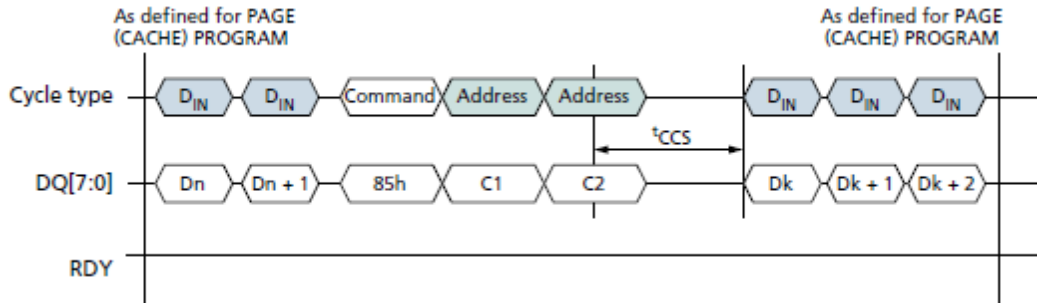 As defined for PAGE
(CACHE) PROGRAM
As defined for PAGE
(CACHE) PROGRAM
Cycle type
DIN
DIN
Command
Address
Address
DIN
DIN
DIN
tCCS
DQ[7:0]
Dn
Dn + 1
85h
C1
C2
Dk
Dk + 1
Dk + 2
RDY